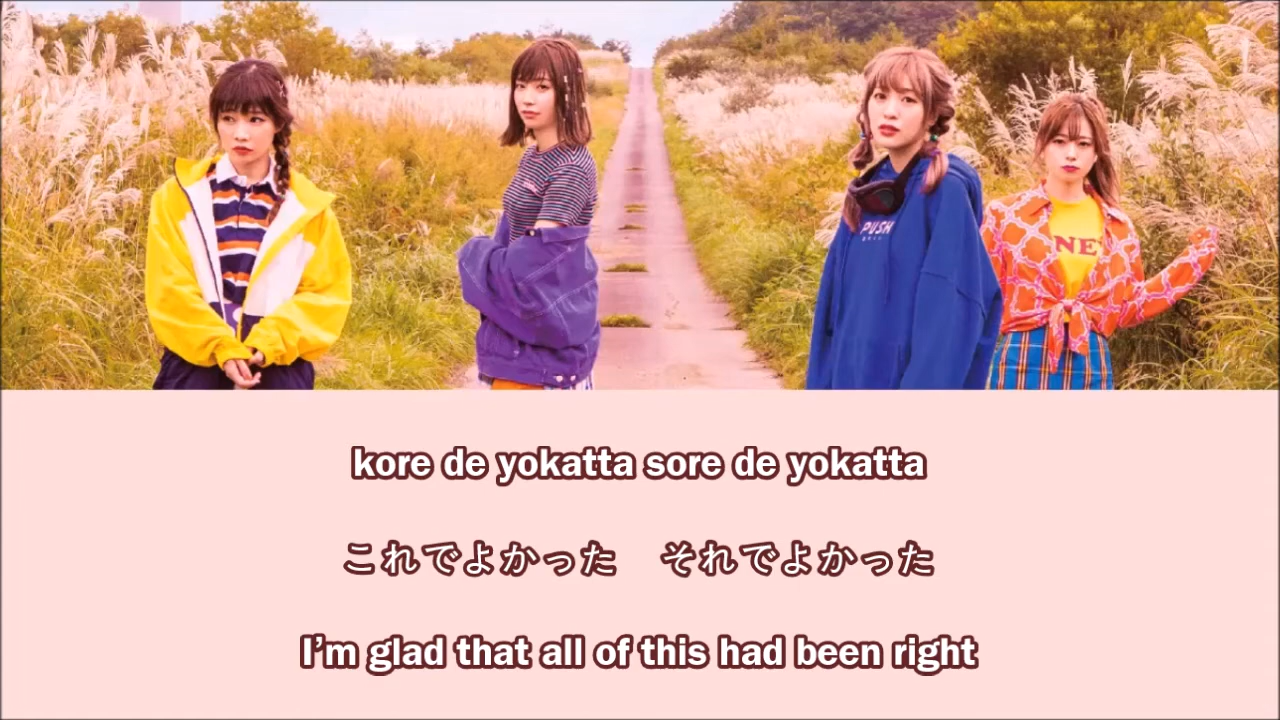 PUSH
NE
kore de yokatta sore de yokatta
これでよかった　それでよかった
I'm glad that all of this had been right